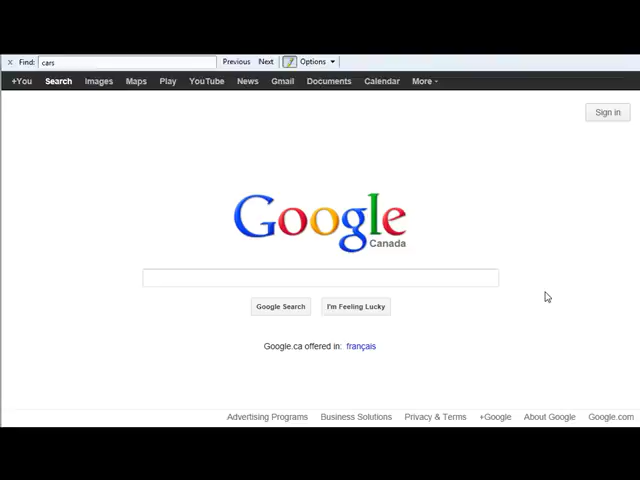 x Find: cars Previous Next Options
+You Search Images Maps Play YouTube News Gmail Documents Calendar More
Sign in
Google
Canada
Google Search I'm Feeling Lucky
Google.ca offered in: français
Advertising Programs Business Solutions Privacy & Terms +Google About Google Google.com